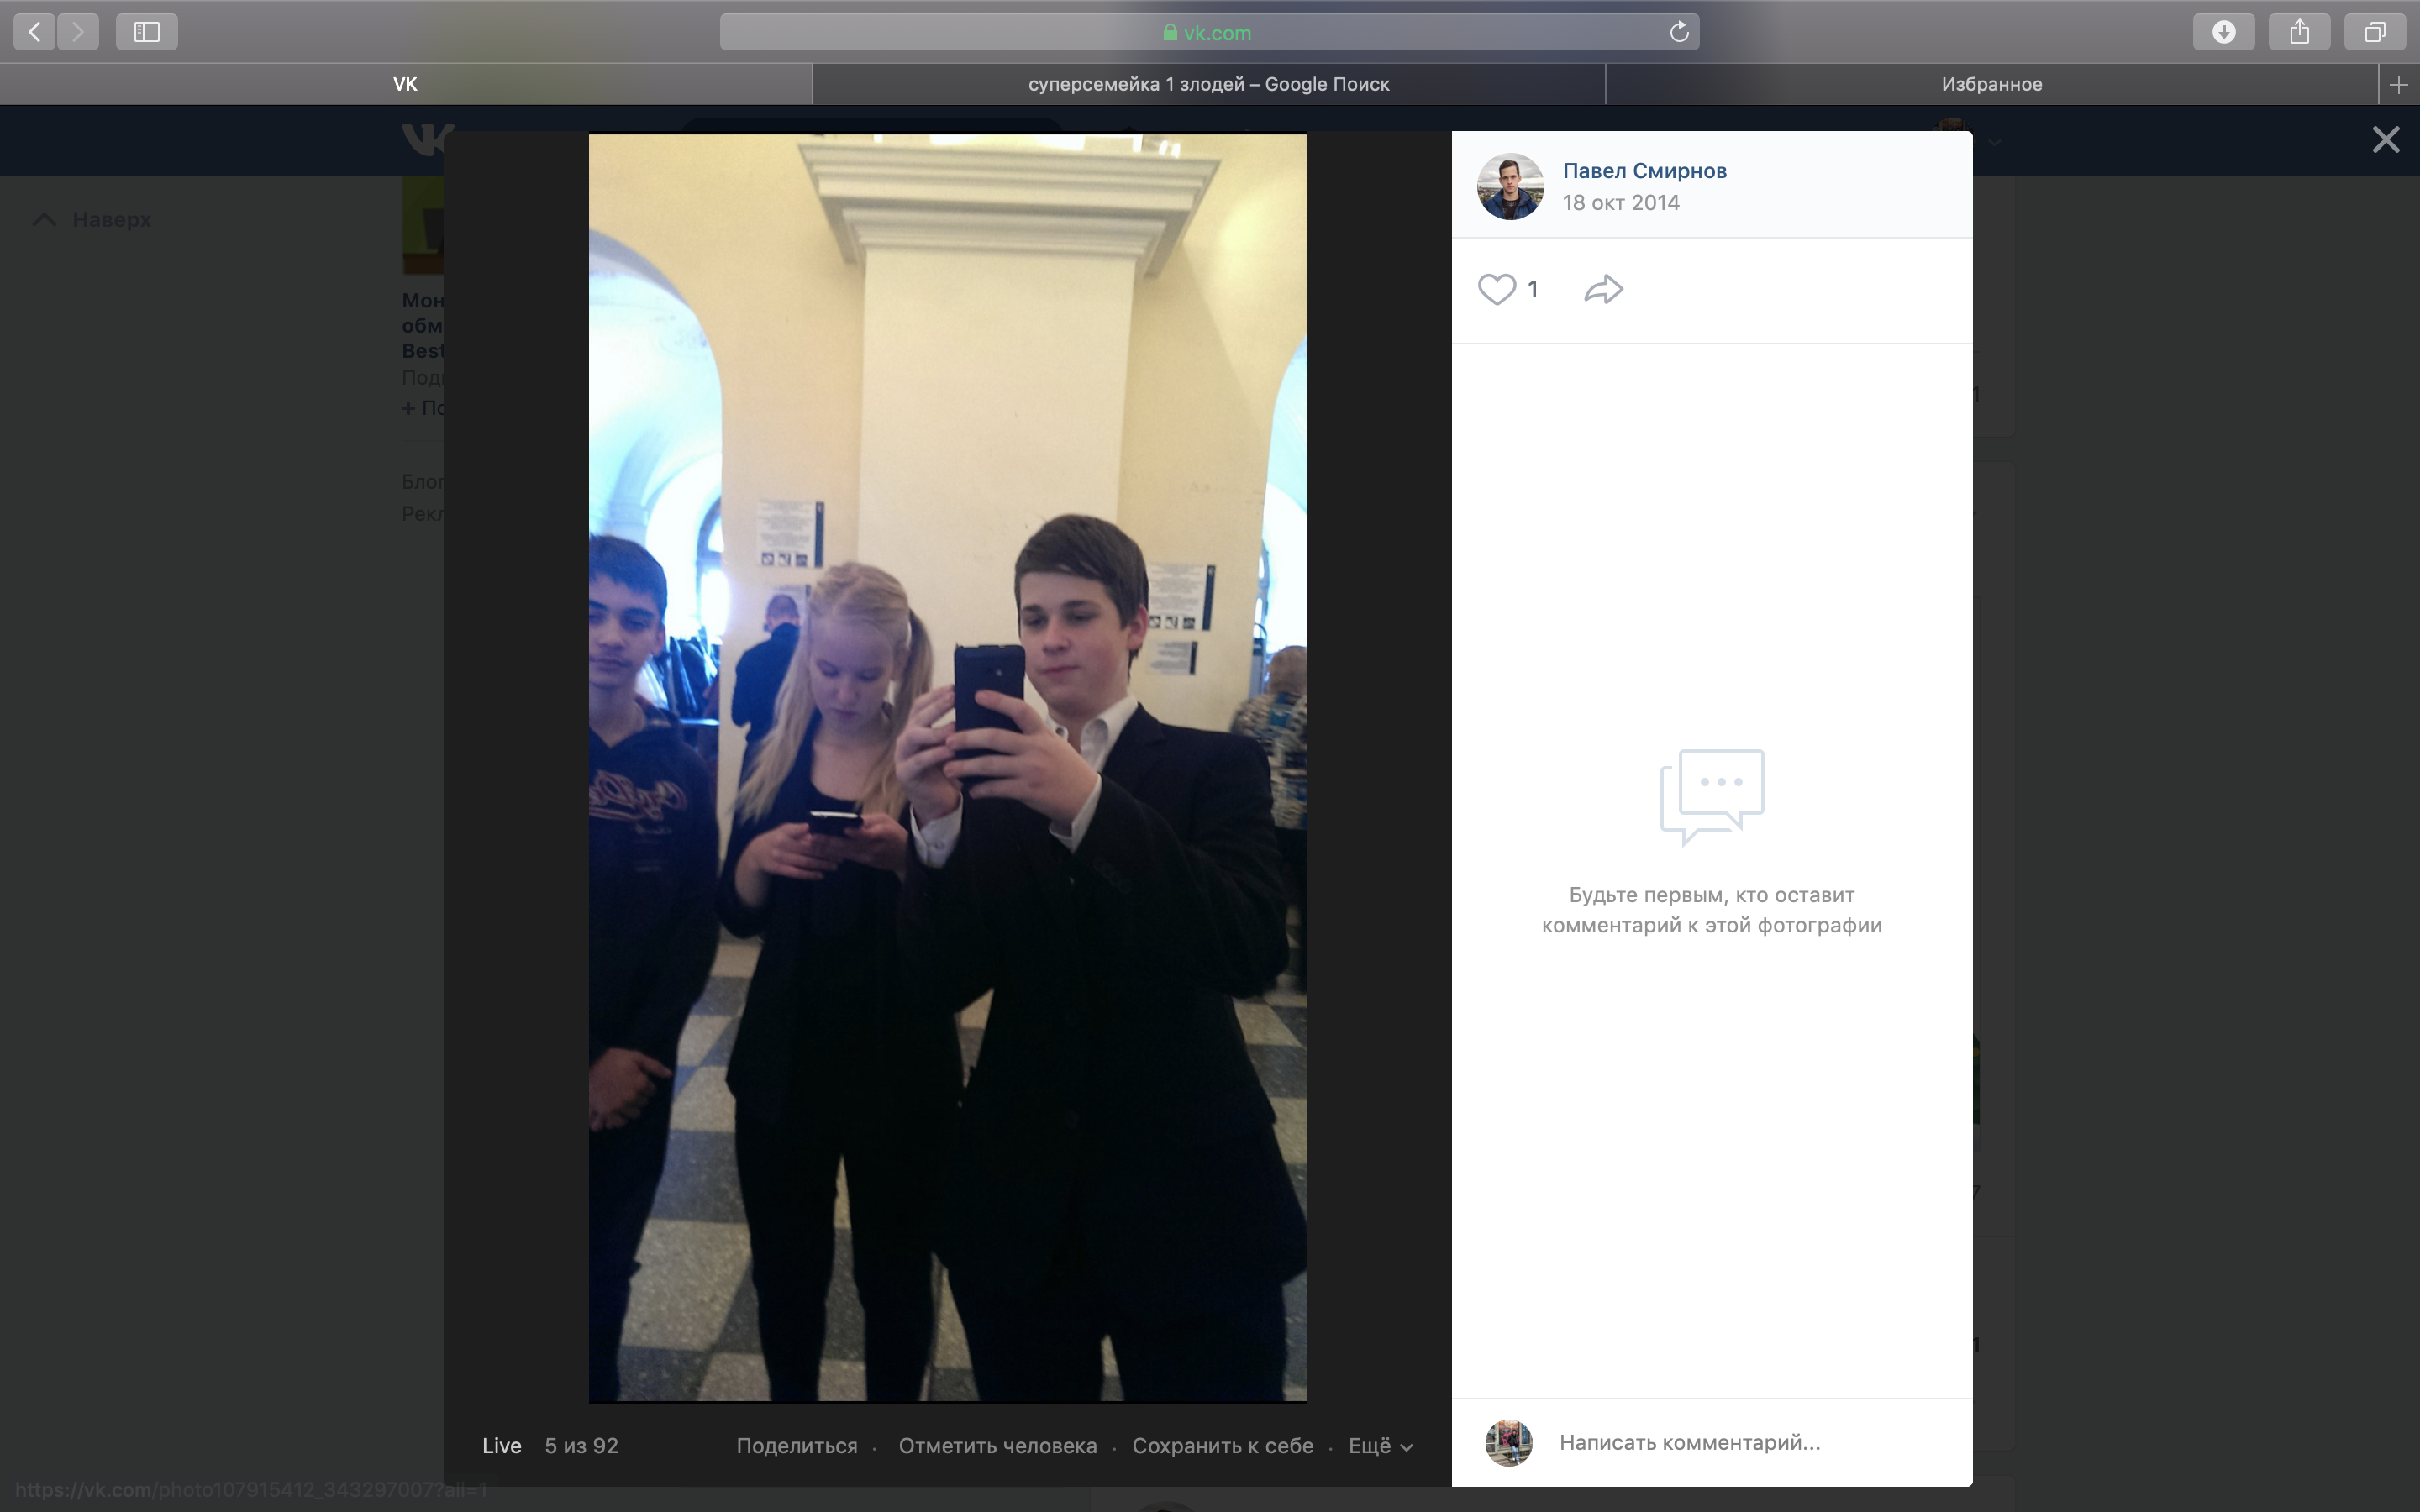 vk.com
VK
суперсемейка 1 злодей – Google Поиск
Избранное
Наверх
Павел Смирнов
18 окт 2014
1
Мон
обм
Best
Под
+ По
Блог
Рекл
Будьте первым, кто оставит
комментарий к этой фотографии
Live
5 из 92
Поделиться
Отметить человека
Сохранить к себе
Ещё
Написать комментарий...
https://vk.com/photo107915412_343297007?all=1